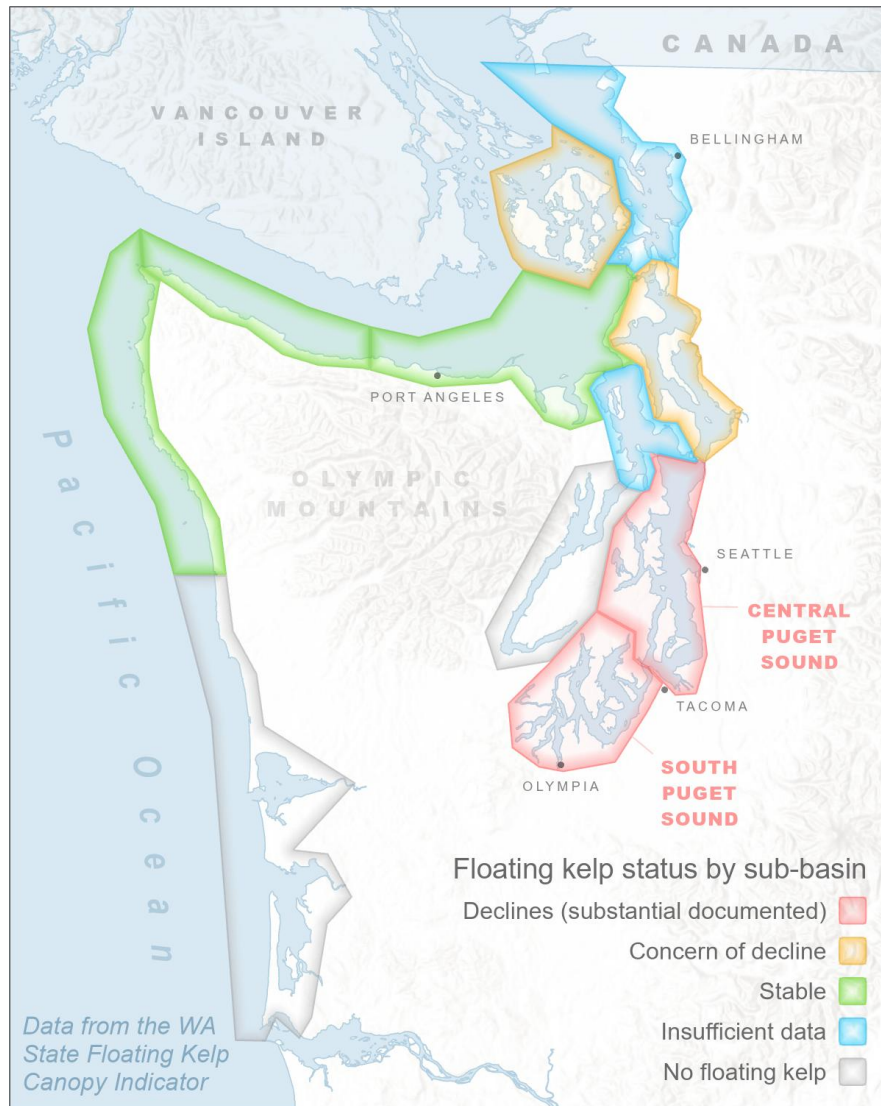 CANADA
VANCOUVER
ISLAND
BELLINGHAM
PORT ANGELES
OLYMPIC
MOUNTAINS
Pacific Ocean
SEATTLE
CENTRAL
PUGET
SOUND
TACOMA
OLYMPIA
SOUTH
PUGET
SOUND
Floating kelp status by sub-basin
Declines (substantial documented)
Concern of decline
Stable
Insufficient data
No floating kelp
Data from the WA
State Floating Kelp
Canopy Indicator